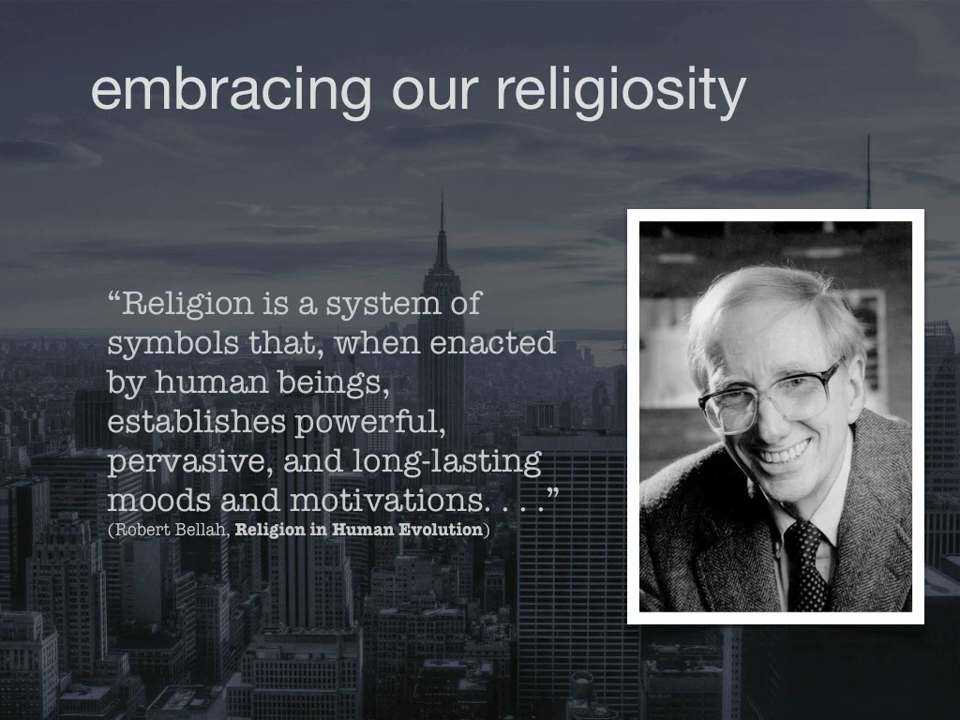 embracing our religiosity
“Religion is a system of
symbols that, when enacted
by human beings,
establishes powerful,
pervasive, and long-lasting
moods and motivations. . . .”
(Robert Bellah, Religion in Human Evolution)